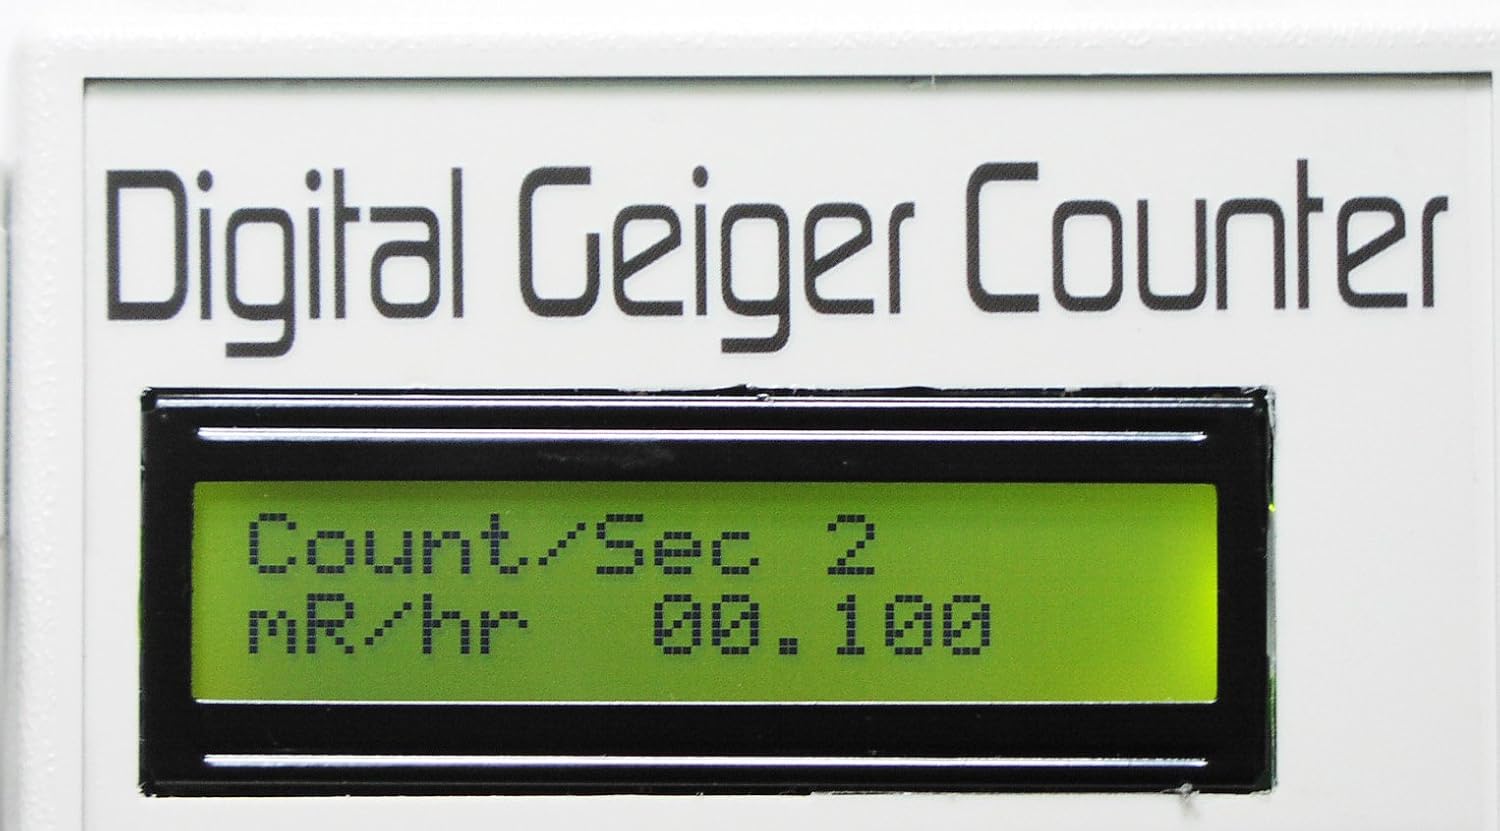 Digital Geiger Counter
Count/Sec 2
mR/hr 00.100